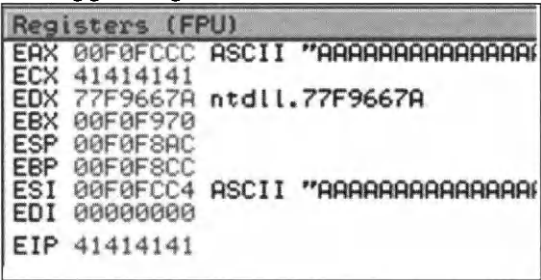 Registers (FPU)
EAX 00F0FCCC ASCII "AAAAAAAAAAAAAAA
ECX 41414141
EDX 77F9667A ntdll.77F9667A
EBX 00F0F970
ESP 00F0F8AC
EBP 00F0F8CC
ESI 00F0FCC4 ASCII "AAAAAAAAAAAAAAA
EDI 00000000
EIP 41414141